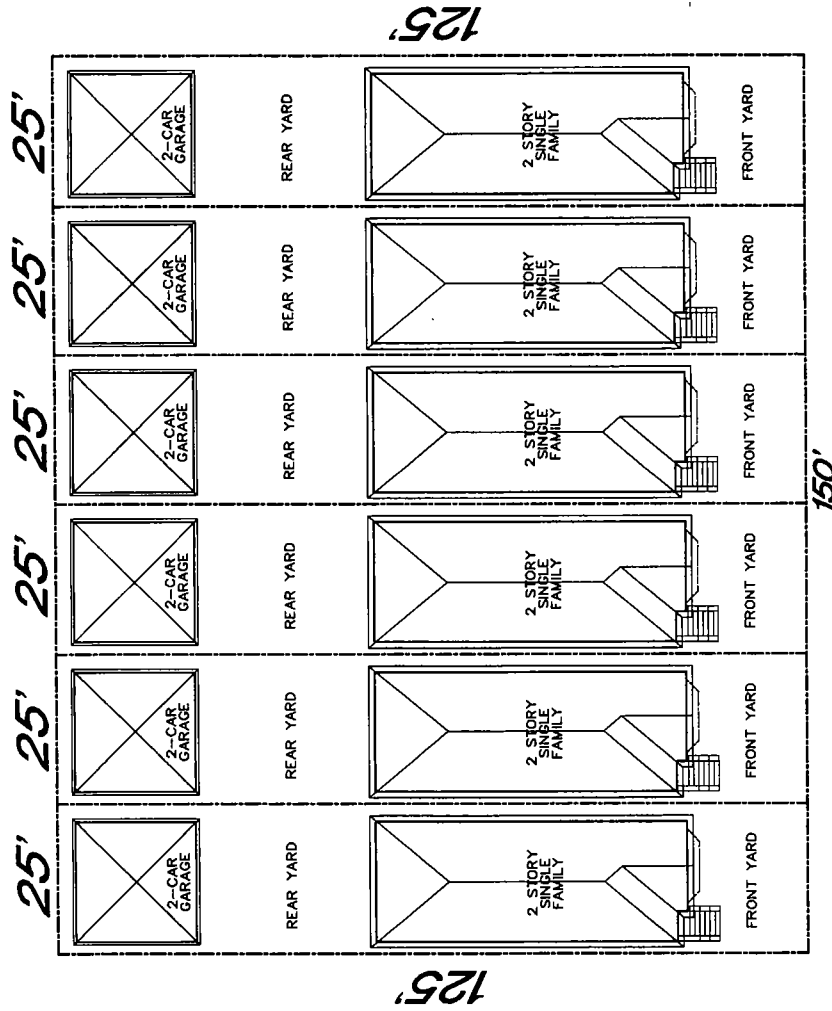 125'
25'
2-CAR
GARAGE
REAR YARD
2 STORY
SINGLE
FAMILY
FRONT YARD
25'
2-CAR
GARAGE
REAR YARD
2 STORY
SINGLE
FAMILY
FRONT YARD
25'
2-CAR
GARAGE
REAR YARD
2 STORY
SINGLE
FAMILY
FRONT YARD
150'
25'
2-CAR
GARAGE
REAR YARD
2 STORY
SINGLE
FAMILY
FRONT YARD
25'
2-CAR
GARAGE
REAR YARD
2 STORY
SINGLE
FAMILY
FRONT YARD
25'
2-CAR
GARAGE
REAR YARD
2 STORY
SINGLE
FAMILY
FRONT YARD
125'